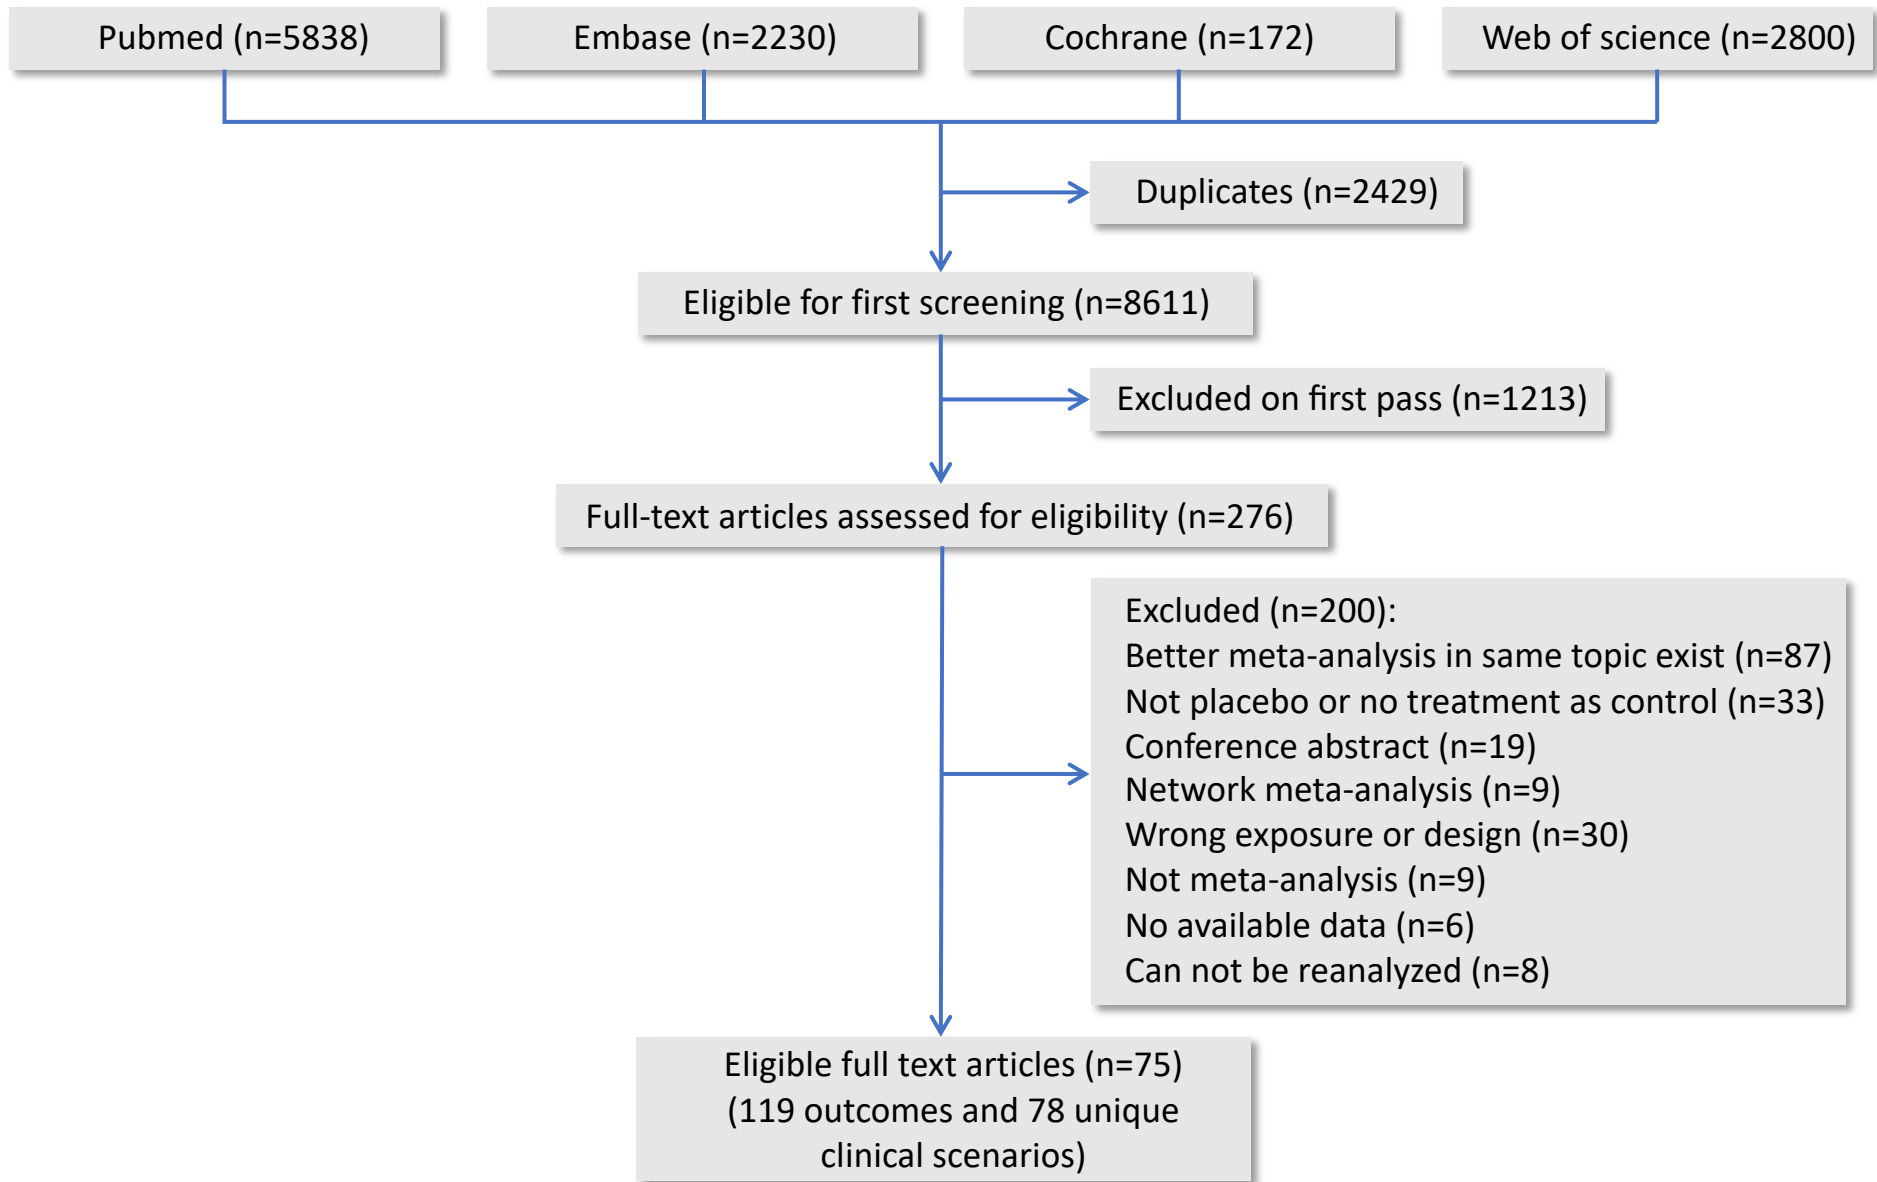 Pubmed (n=5838)
Embase (n=2230)
Cochrane (n=172)
Web of science (n=2800)
Duplicates (n=2429)
Eligible for first screening (n=8611)
Excluded on first pass (n=1213)
Full-text articles assessed for eligibility (n=276)
Excluded (n=200):
Better meta-analysis in same topic exist (n=87)
Not placebo or no treatment as control (n=33)
Conference abstract (n=19)
Network meta-analysis (n=9)
Wrong exposure or design (n=30)
Not meta-analysis (n=9)
No available data (n=6)
Can not be reanalyzed (n=8)
Eligible full text articles (n=75)
(119 outcomes and 78 unique
clinical scenarios)